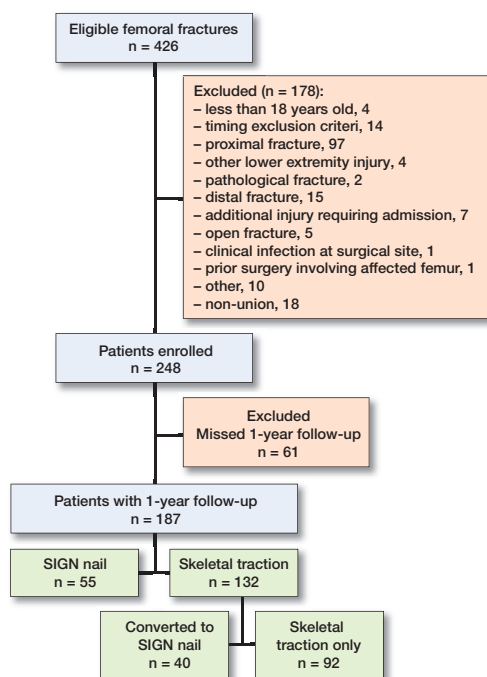 Eligible femoral fractures
n = 426
Excluded (n = 178):
– less than 18 years old, 4
– timing exclusion criteri, 14
– proximal fracture, 97
– other lower extremity injury, 4
– pathological fracture, 2
– distal fracture, 15
– additional injury requiring admission, 7
– open fracture, 5
– clinical infection at surgical site, 1
– prior surgery involving affected femur, 1
– other, 10
– non-union, 18
Patients enrolled
n = 248
Excluded
Missed 1-year follow-up
n = 61
Patients with 1-year follow-up
n = 187
SIGN nail
n = 55
Skeletal traction
n = 132
Converted to
SIGN nail
n = 40
Skeletal
traction only
n = 92